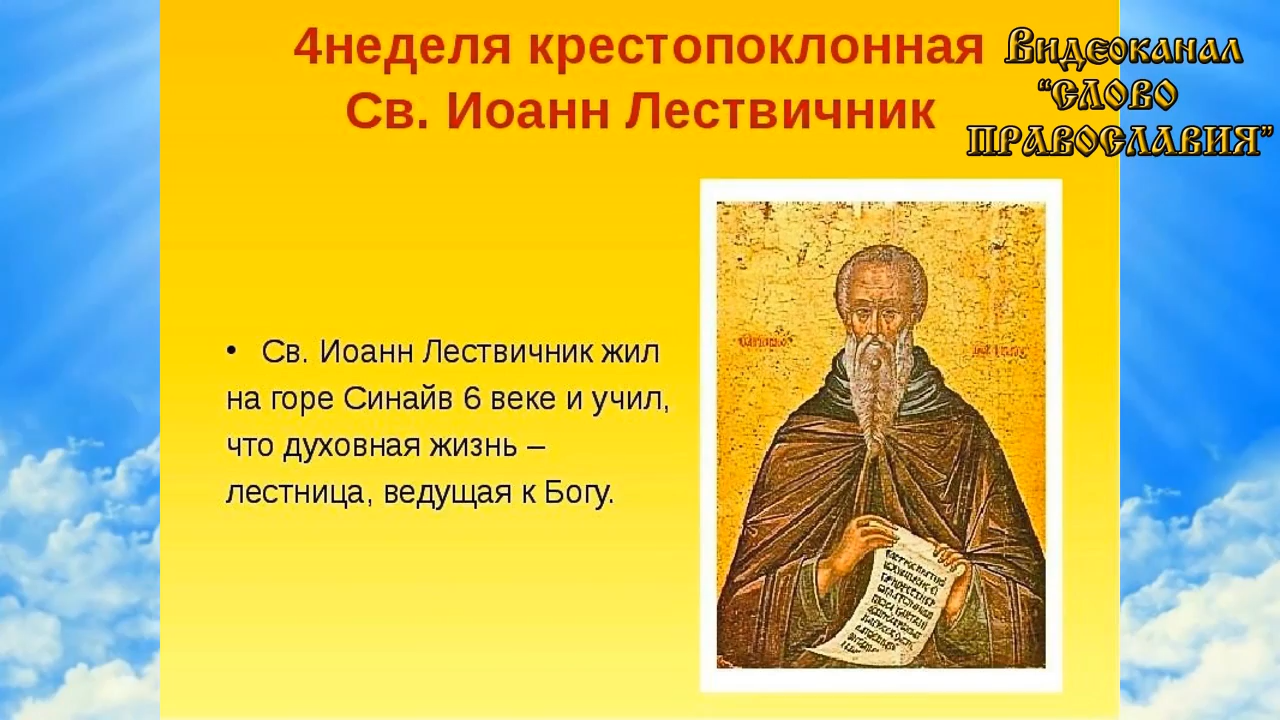 4неделя крестопоклонная
Св. Иоанн Лествичник
Видеоканал
“СЛОВО
ПРАВОСЛАВИЯ”
• Св. Иоанн Лествичник жил
на горе Синайв 6 веке и учил,
что духовная жизнь –
лестница, ведущая к Богу.